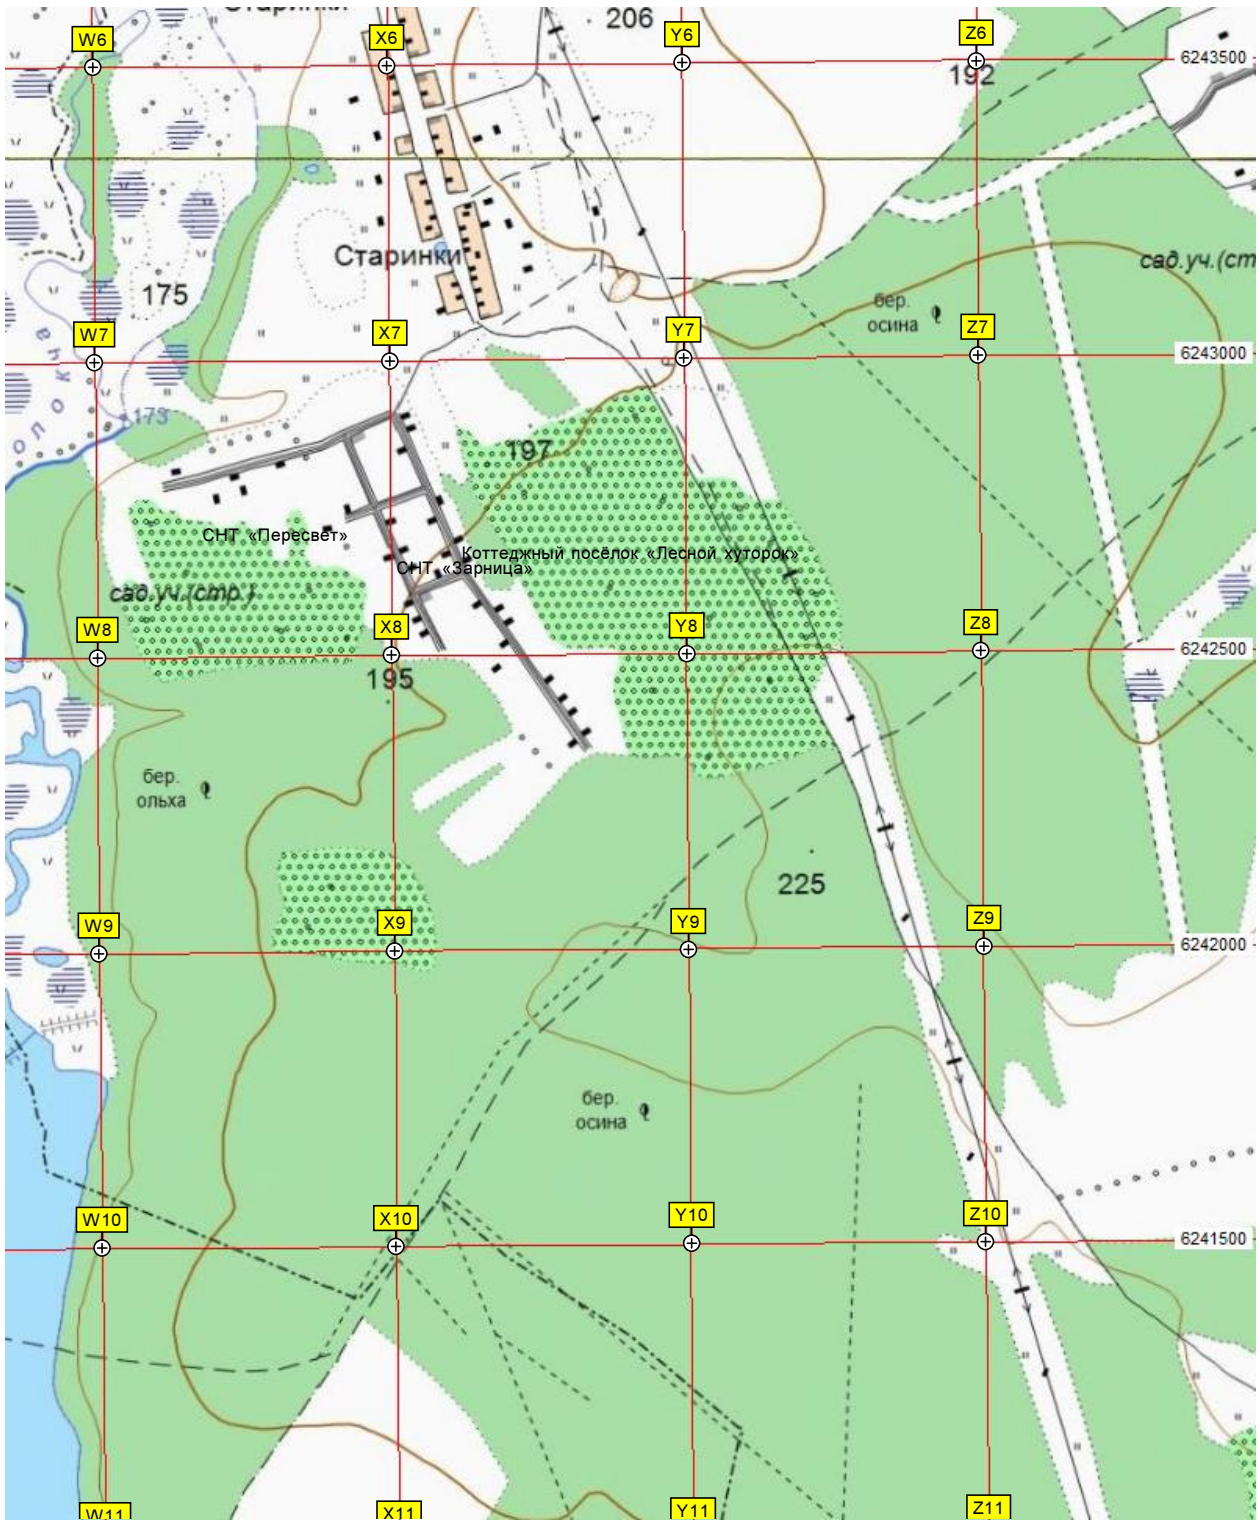 Старинки
206
W6
X6
Y6
Z6
6243500
192
Старинки
сад.уч.(ст
175
бер.
осина
W7
X7
Y7
Z7
6243000
олокча
173
197
СНТ «Пересвет»
Коттеджный посёлок «Лесной хуторок»
СНТ «Зарница»
сад.уч.(стр.)
W8
X8
Y8
Z8
6242500
195
бер.
ольха
225
W9
X9
Y9
Z9
6242000
бер.
осина
W10
X10
Y10
Z10
6241500
W11
X11
Y11
Z11